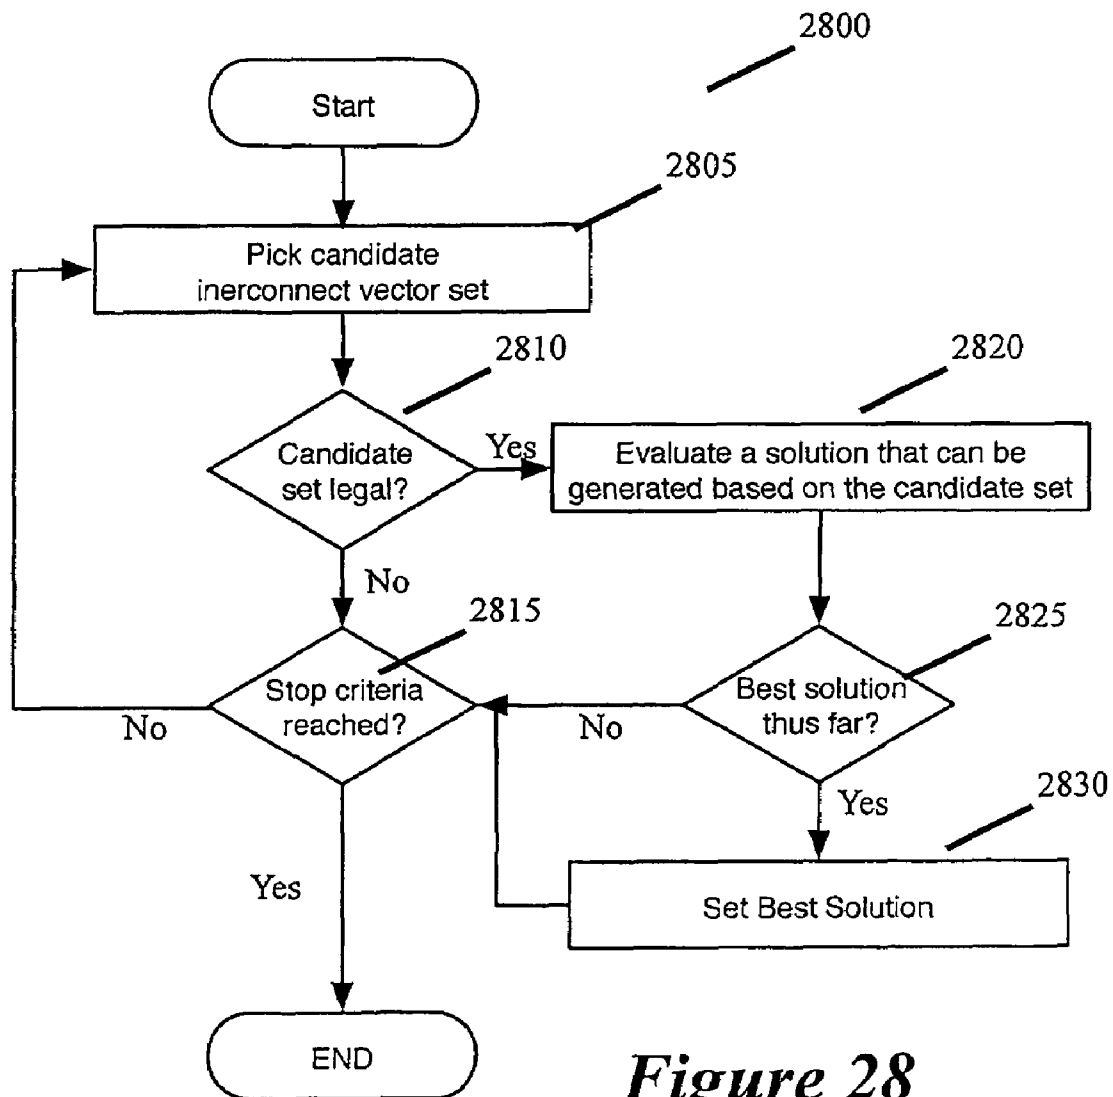 2800
Start
2805
Pick candidate
inerconnect vector set
2810
2820
Candidate
set legal?
Yes
Evaluate a solution that can be
generated based on the candidate set
No
2815
2825
Stop criteria
reached?
Best solution
thus far?
No
No
2830
Yes
Yes
Set Best Solution
END
Figure 28